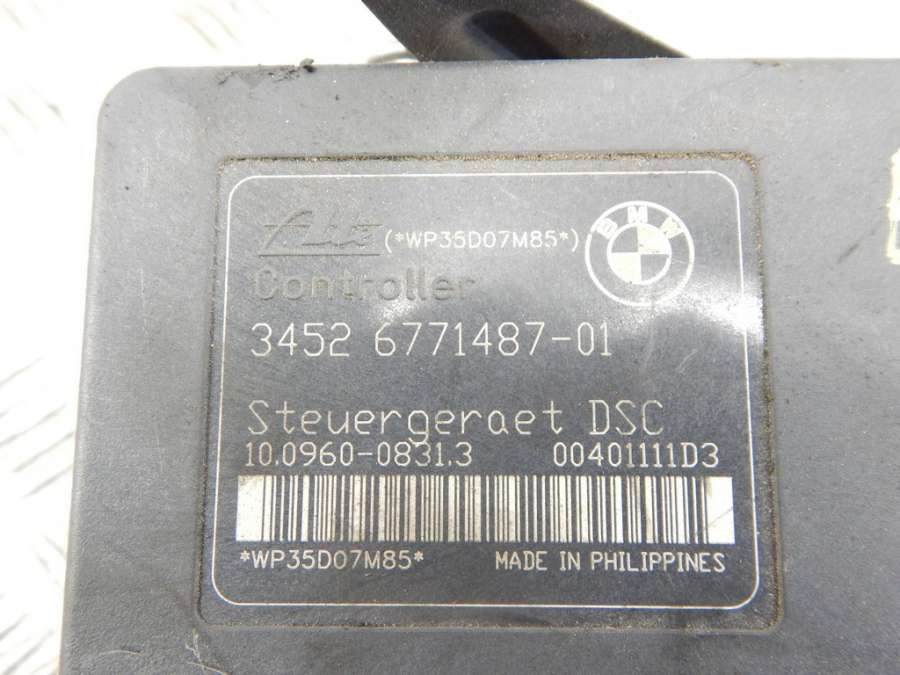 Ate (*WP35D07M85*) BMW
Controller
3452 6771487-01
Steuergeraet DSC
10.0960-0831.3 00401111D3
*WP35D07M85* MADE IN PHILIPPINES